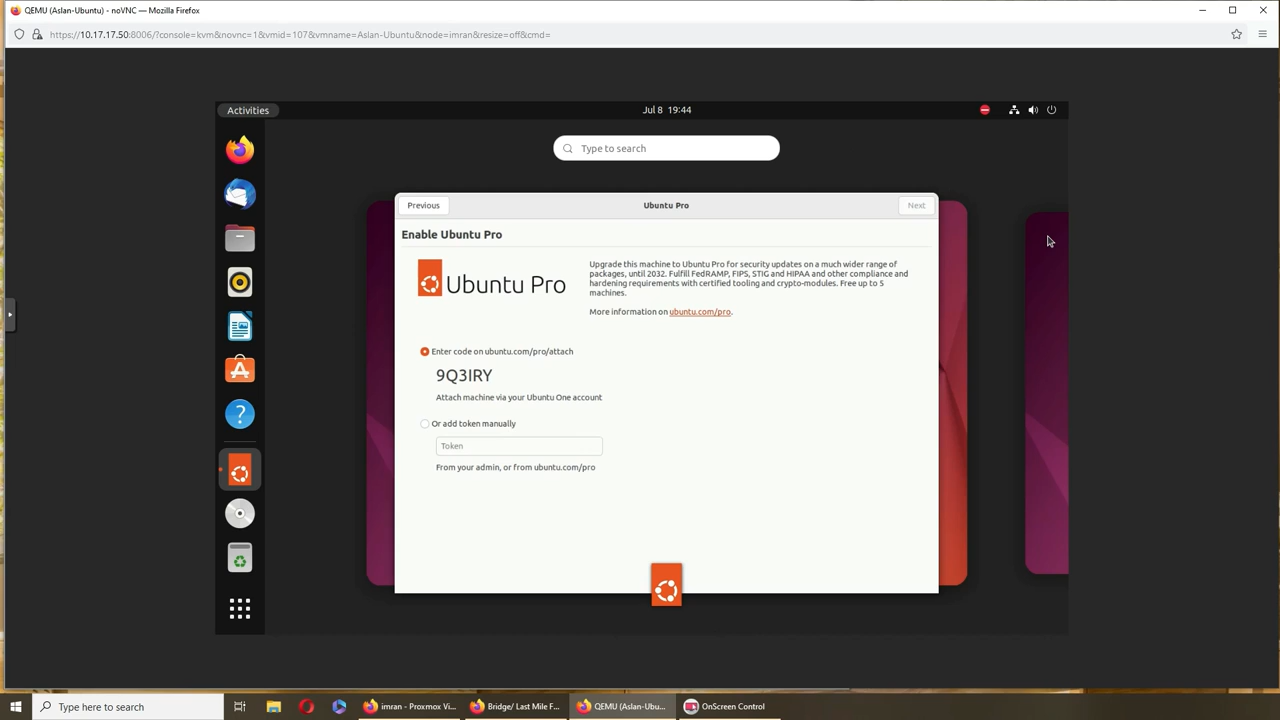 QEMU (Aslan-Ubuntu) - noVNC — Mozilla Firefox
https://10.17.17.50:8006/?console=kvm&novnc=1&vmid=107&vmname=Aslan-Ubuntu&node=imran&resize=off&cmd=
Activities
Jul 8 19:44
Type to search
Previous
Ubuntu Pro
Next
Enable Ubuntu Pro
Ubuntu Pro
Upgrade this machine to Ubuntu Pro for security updates on a much wider range of
packages, until 2032. Fulfill FedRAMP, FIPS, STIG and HIPAA and other compliance and
hardening requirements with certified tooling and crypto-modules. Free up to 5
machines.
More information on ubuntu.com/pro.
Enter code on ubuntu.com/pro/attach
9Q3IRY
Attach machine via your Ubuntu One account
Or add token manually
Token
From your admin, or from ubuntu.com/pro
Type here to search
imran - Proxmox Vi...
Bridge/ Last Mile F...
QEMU (Aslan-Ubu...
OnScreen Control